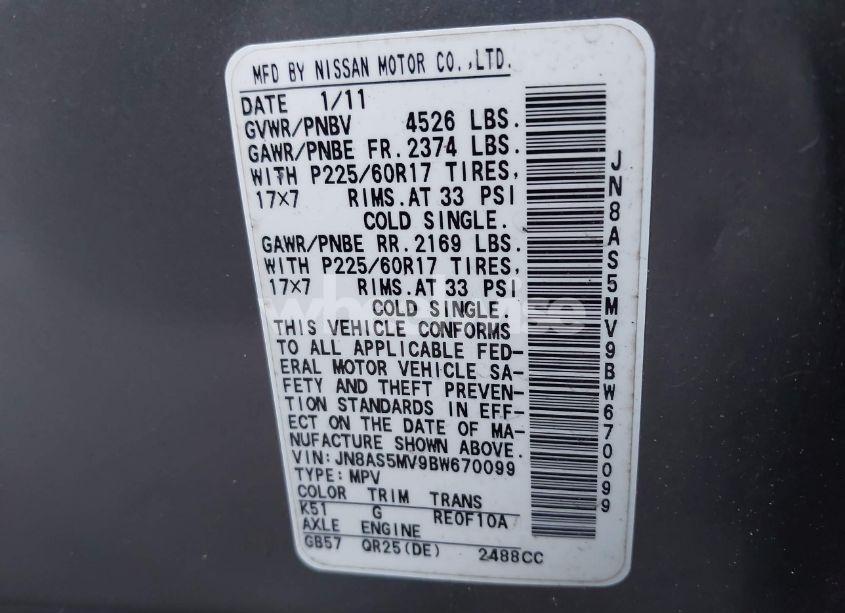 MFD BY NISSAN MOTOR CO.,LTD.
DATE 1/11
GVWR/PNBV 4526 LBS.
GAWR/PNBE FR. 2374 LBS.
WITH P225/60R17 TIRES,
17×7 RIMS. AT 33 PSI
COLD SINGLE.
GAWR/PNBE RR. 2169 LBS.
WITH P225/60R17 TIRES,
17×7 RIMS. AT 33 PSI
COLD SINGLE.
THIS VEHICLE CONFORMS
TO ALL APPLICABLE FED-
ERAL MOTOR VEHICLE SA-
FETY AND THEFT PREVEN-
TION STANDARDS IN EFF-
ECT ON THE DATE OF MA-
NUFACTURE SHOWN ABOVE.
VIN:JN8AS5MV9BW670099
TYPE:MPV
COLOR TRIM TRANS
K51 G RE0F10A
AXLE ENGINE
GB57 QR25(DE) 2488CC
JN8AS5MV9BW670099